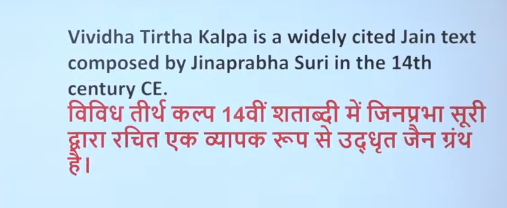 Vividha Tirtha Kalpa is a widely cited Jain text
composed by Jinaprabha Suri in the 14th
century CE.
विविध तीर्थ कल्प 14वीं शताब्दी में जिनप्रभा सूरी
द्वारा रचित एक व्यापक रूप से उद्धृत जैन ग्रंथ
है।